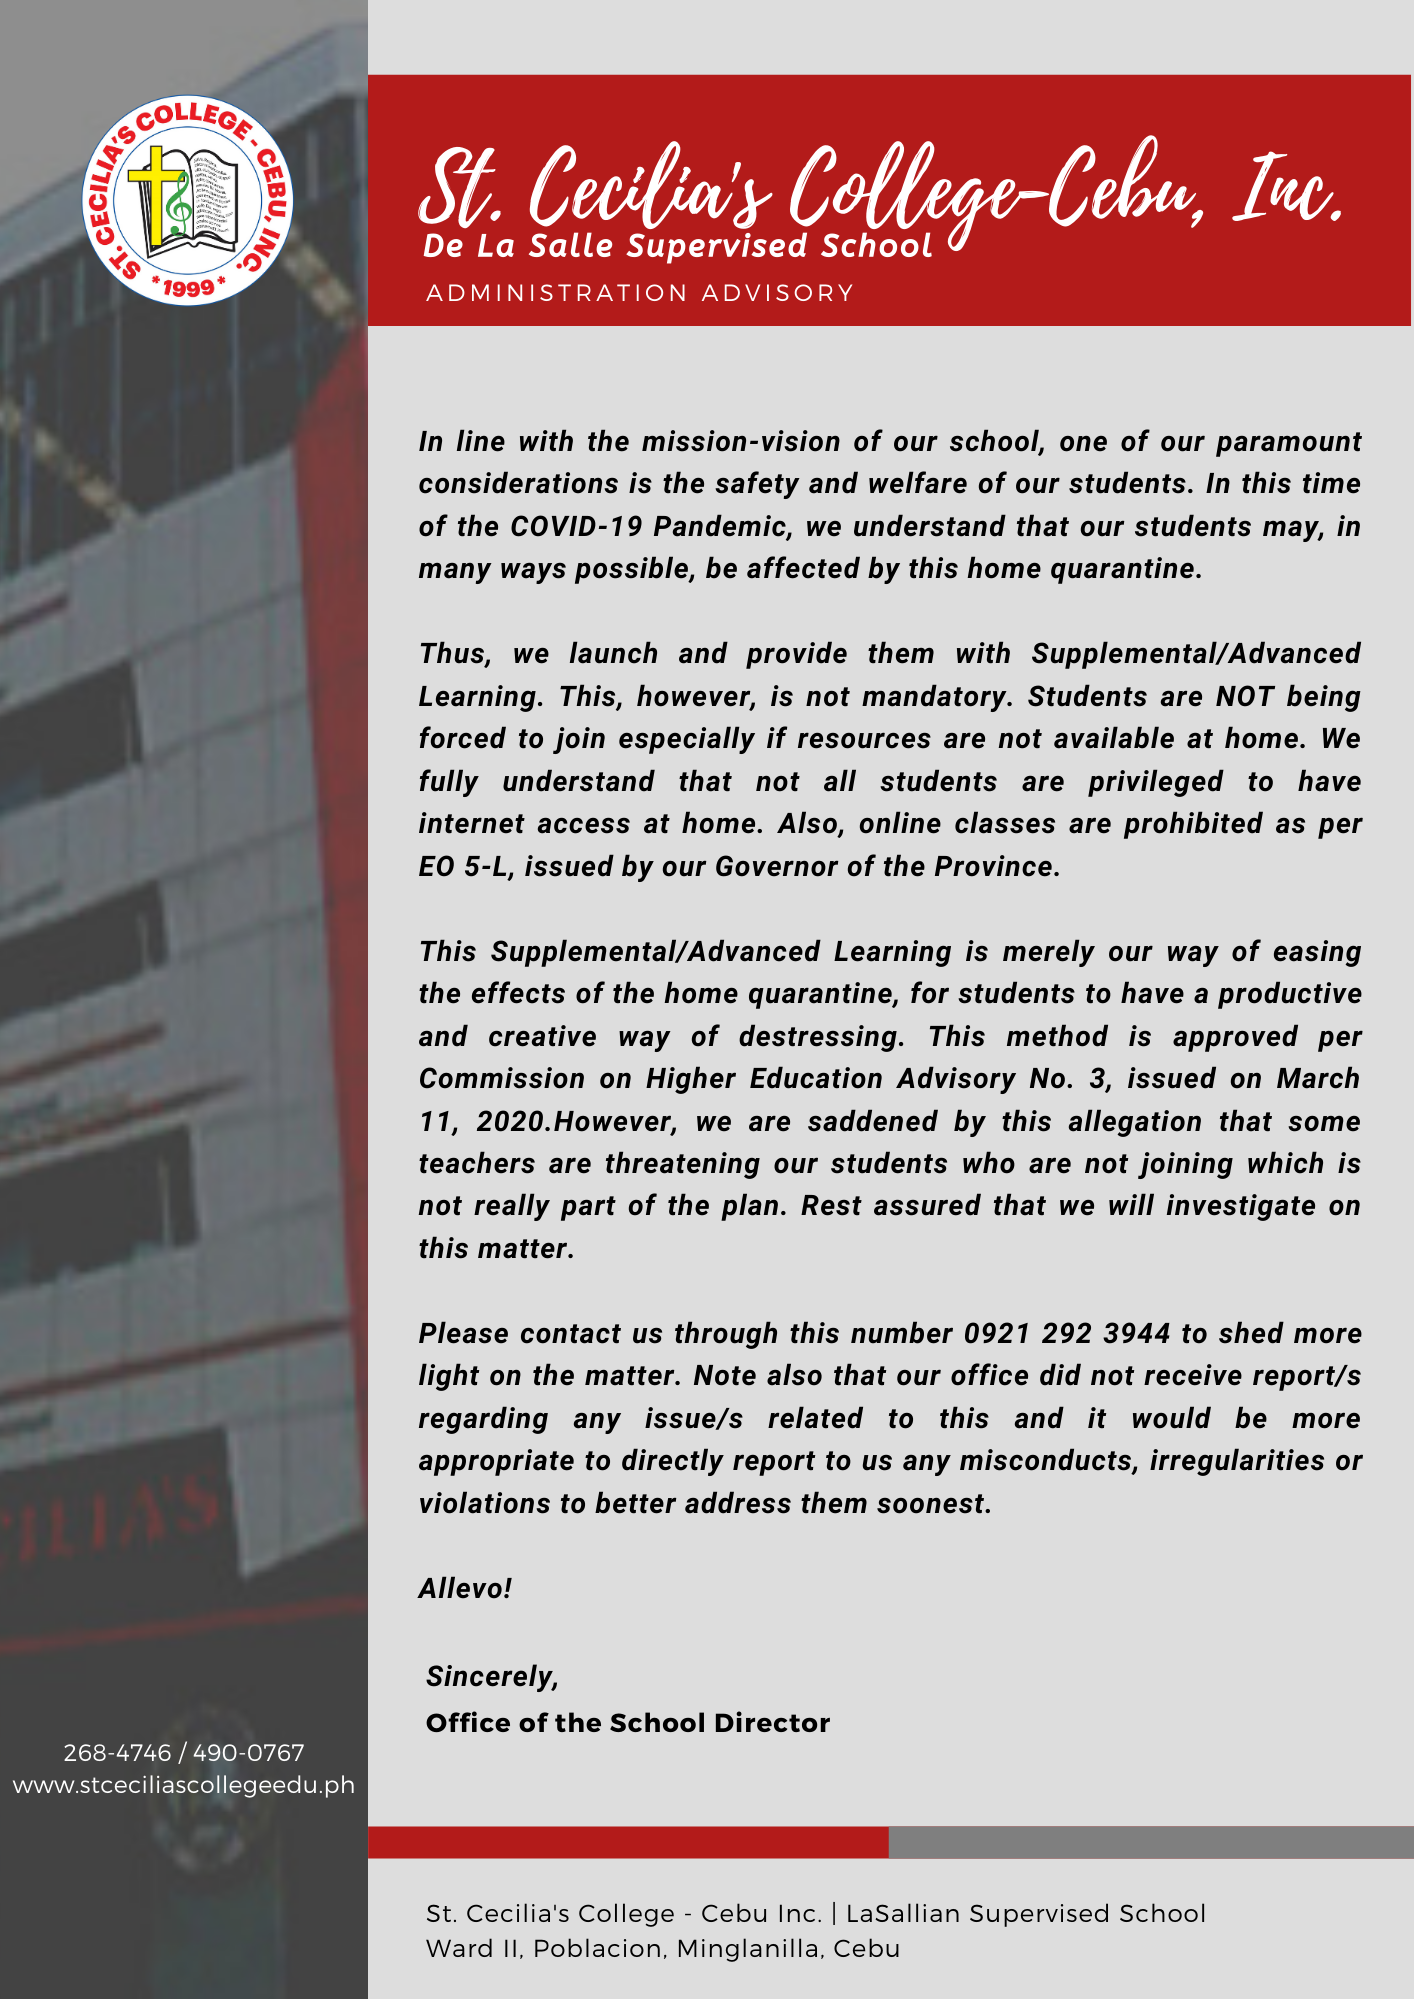 ST. CECILIA'S COLLEGE - CEBU, INC.
* 1999 *
St. Cecilia's College-Cebu, Inc.
De La Salle Supervised School
ADMINISTRATION ADVISORY
In line with the mission-vision of our school, one of our paramount
considerations is the safety and welfare of our students. In this time
of the COVID-19 Pandemic, we understand that our students may, in
many ways possible, be affected by this home quarantine.
Thus, we launch and provide them with Supplemental/Advanced
Learning. This, however, is not mandatory. Students are NOT being
forced to join especially if resources are not available at home. We
fully understand that not all students are privileged to have
internet access at home. Also, online classes are prohibited as per
EO 5-L, issued by our Governor of the Province.
This Supplemental/Advanced Learning is merely our way of easing
the effects of the home quarantine, for students to have a productive
and creative way of destressing. This method is approved per
Commission on Higher Education Advisory No. 3, issued on March
11, 2020.However, we are saddened by this allegation that some
teachers are threatening our students who are not joining which is
not really part of the plan. Rest assured that we will investigate on
this matter.
Please contact us through this number 0921 292 3944 to shed more
light on the matter. Note also that our office did not receive report/s
regarding any issue/s related to this and it would be more
appropriate to directly report to us any misconducts, irregularities or
violations to better address them soonest.
Allevo!
Sincerely,
Office of the School Director
CILIA'S
268-4746 / 490-0767
www.stceciliascollegeedu.ph
St. Cecilia's College - Cebu Inc. | LaSallian Supervised School
Ward II, Poblacion, Minglanilla, Cebu